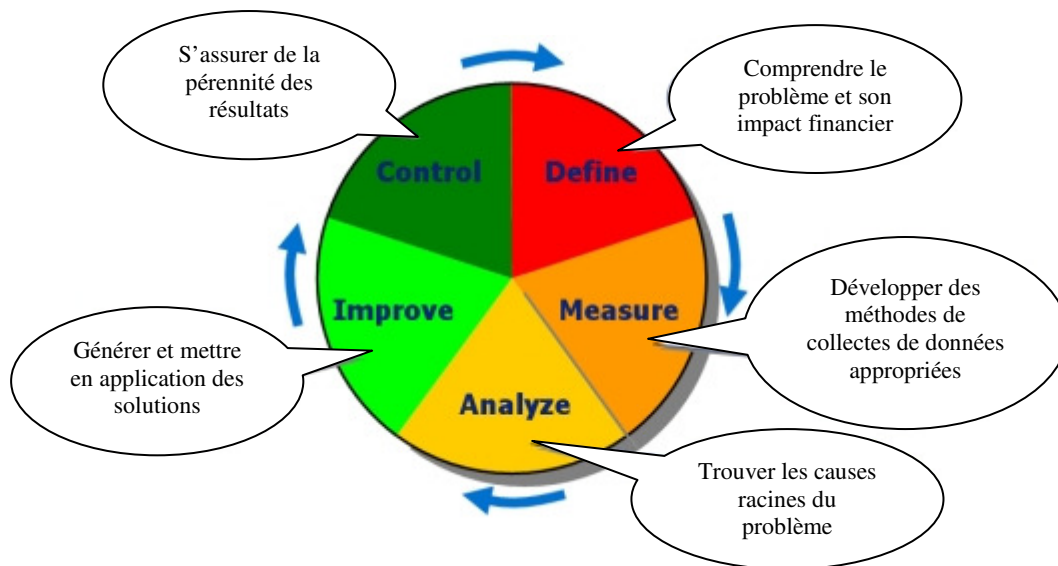 S'assurer de la
pérennité des
résultats
Comprendre le
problème et son
impact financier
Control
Define
Improve
Measure
Analyze
Développer des
méthodes de
collectes de données
appropriées
Générer et mettre
en application des
solutions
Trouver les causes
racines du
problème